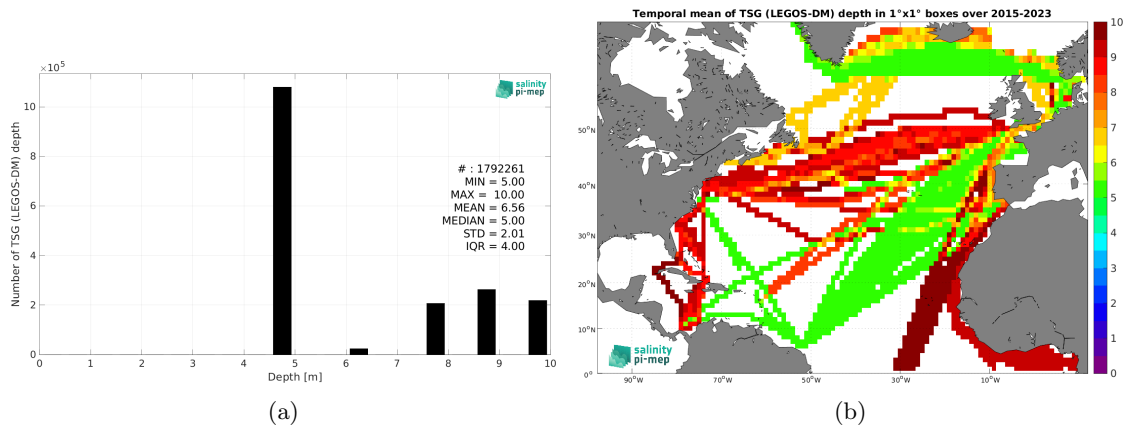 ×10⁵
10
8
6
4
2
0
Number of TSG (LEGOS-DM) depth
salinity
pi-mep
# : 1792261
MIN = 5.00
MAX = 10.00
MEAN = 6.56
MEDIAN = 5.00
STD = 2.01
IQR = 4.00
0 1 2 3 4 5 6 7 8 9 10
Depth [m]
(a)
Temporal mean of TSG (LEGOS-DM) depth in 1°x1° boxes over 2015-2023
50°N
40°N
30°N
20°N
10°N
0°
90°W 70°W 50°W 30°W 10°W
salinity
pi-mep
10
9
8
7
6
5
4
3
2
1
0
(b)